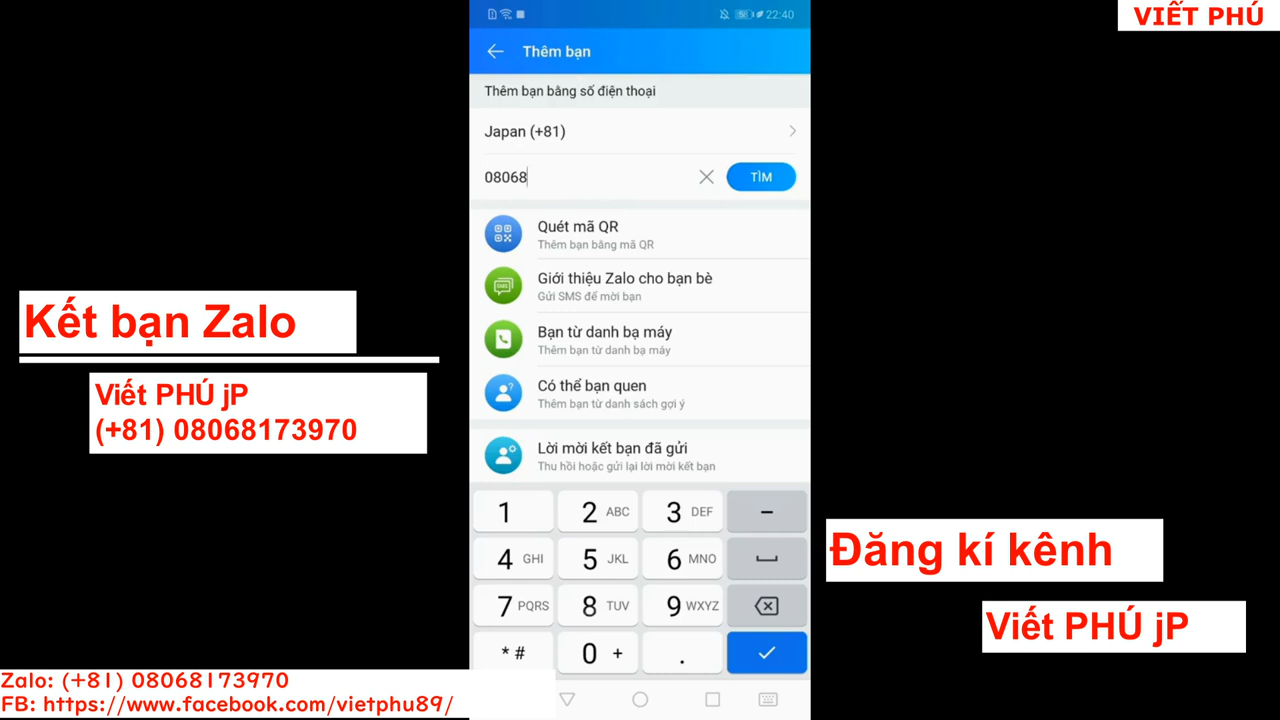 VIẾT PHÚ
22:40
Thêm bạn
Thêm bạn bằng số điện thoại
Japan (+81)
08068
TÌM
Quét mã QR
Thêm bạn bằng mã QR
Giới thiệu Zalo cho bạn bè
Gửi SMS để mời bạn
Bạn từ danh bạ máy
Thêm bạn từ danh bạ máy
Có thể bạn quen
Thêm bạn từ danh sách gợi ý
Lời mời kết bạn đã gửi
Thu hồi hoặc gửi lại lời mời kết bạn
1 2 ABC 3 DEF –
4 GHI 5 JKL 6 MNO
7 PQRS 8 TUV 9 WXYZ
* # 0 + .
Kết bạn Zalo
Viết PHÚ jP
(+81) 08068173970
Đăng kí kênh
Viết PHÚ jP
Zalo: (+81) 08068173970
FB: https://www.facebook.com/vietphu89/